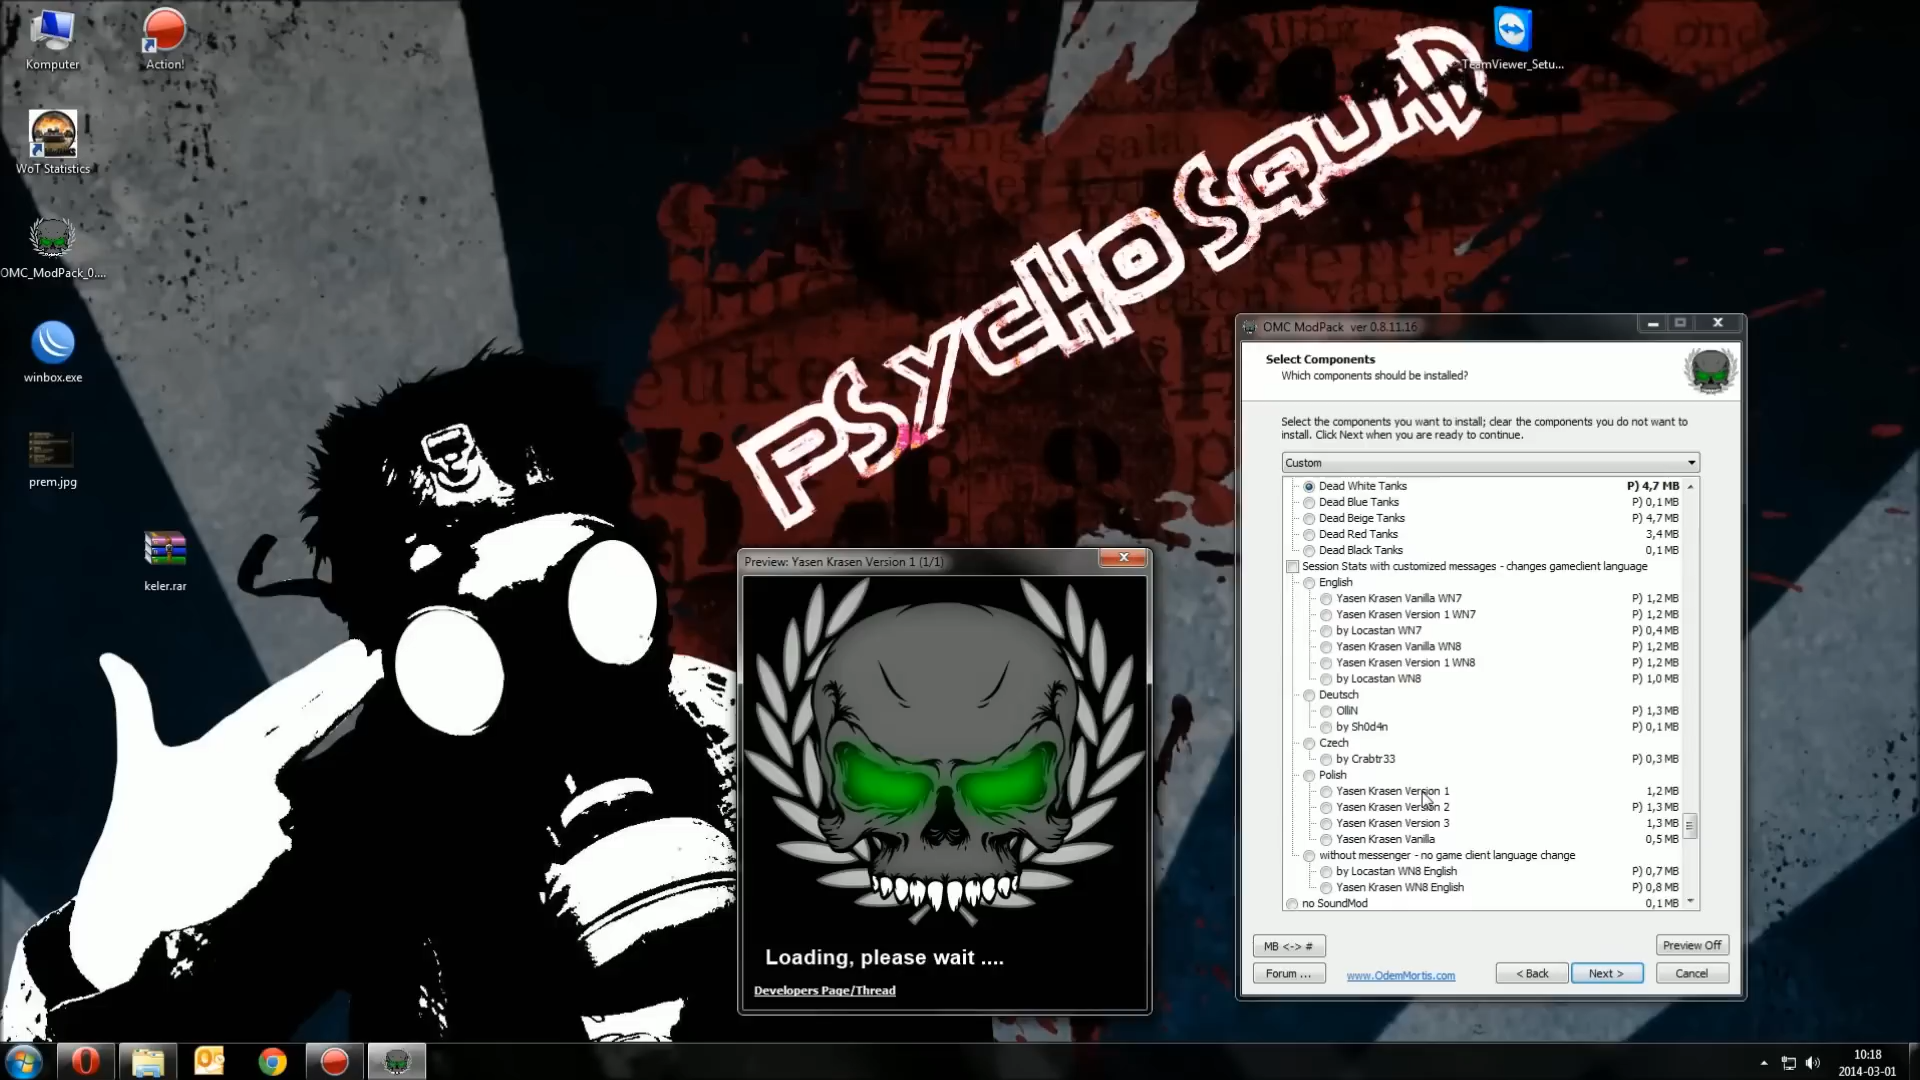 Komputer
Action!
TeamViewer_Setu...
WoT Statistics
OMC_ModPack_0....
winbox.exe
prem.jpg
keler.rar
PSYCHO SQUAD
Preview: Yasen Krasen Version 1 (1/1)
Loading, please wait ....
Developers Page/Thread
OMC ModPack ver 0.8.11.16
Select Components
Which components should be installed?
Select the components you want to install; clear the components you do not want to
install. Click Next when you are ready to continue.
Custom
Dead White Tanks P) 4,7 MB
Dead Blue Tanks P) 0,1 MB
Dead Beige Tanks P) 4,7 MB
Dead Red Tanks 3,4 MB
Dead Black Tanks 0,1 MB
Session Stats with customized messages - changes gameclient language
English
Yasen Krasen Vanilla WN7 P) 1,2 MB
Yasen Krasen Version 1 WN7 P) 1,2 MB
by Locastan WN7 P) 0,4 MB
Yasen Krasen Vanilla WN8 P) 1,2 MB
Yasen Krasen Version 1 WN8 P) 1,2 MB
by Locastan WN8 P) 1,0 MB
Deutsch
OlliN P) 1,3 MB
by Sh0d4n P) 0,1 MB
Czech
by Crabtr33 P) 0,3 MB
Polish
Yasen Krasen Version 1 1,2 MB
Yasen Krasen Version 2 P) 1,3 MB
Yasen Krasen Version 3 1,3 MB
Yasen Krasen Vanilla 0,5 MB
without messenger - no game client language change
by Locastan WN8 English P) 0,7 MB
Yasen Krasen WN8 English P) 0,8 MB
no SoundMod 0,1 MB
MB <-> #
Preview Off
Forum ...
www.OdemMortis.com
< Back
Next >
Cancel
10:18
2014-03-01